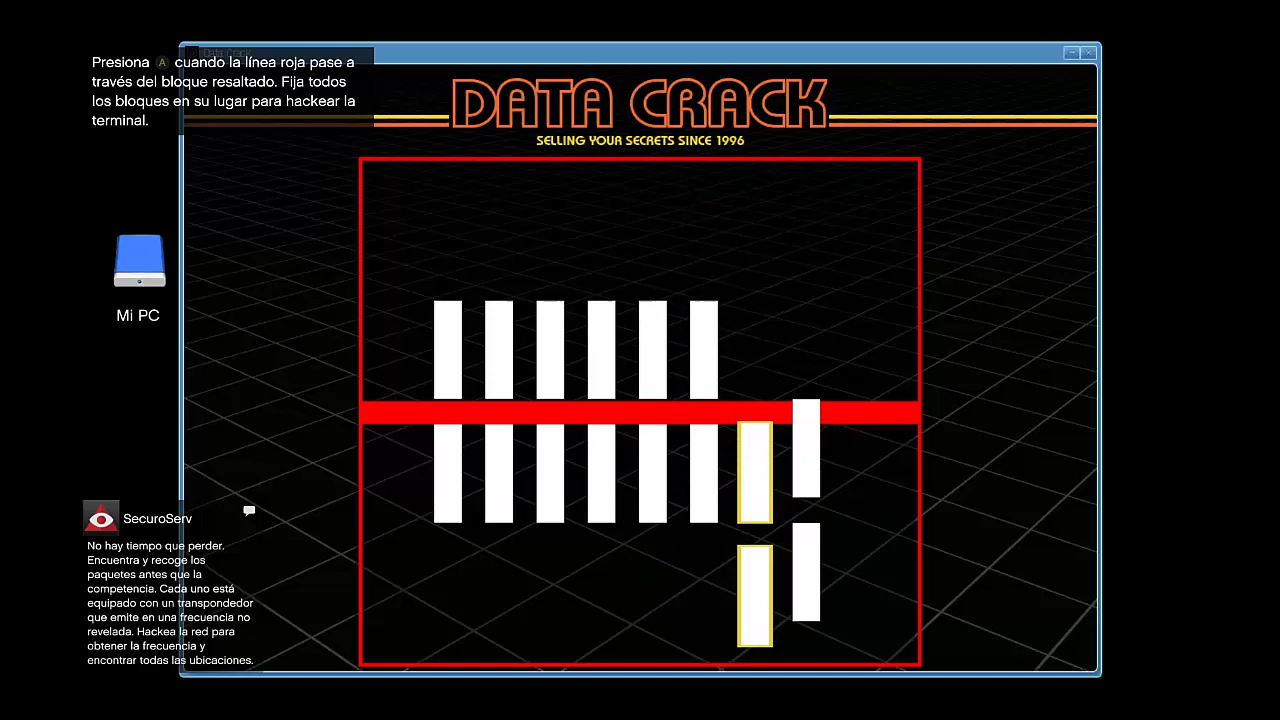 Data Crack
Presiona A cuando la línea roja pase a
través del bloque resaltado. Fija todos
los bloques en su lugar para hackear la
terminal.
DATA CRACK
SELLING YOUR SECRETS SINCE 1996
Mi PC
SecuroServ
No hay tiempo que perder.
Encuentra y recoge los
paquetes antes que la
competencia. Cada uno está
equipado con un transpondedor
que emite en una frecuencia no
revelada. Hackea la red para
obtener la frecuencia y
encontrar todas las ubicaciones.